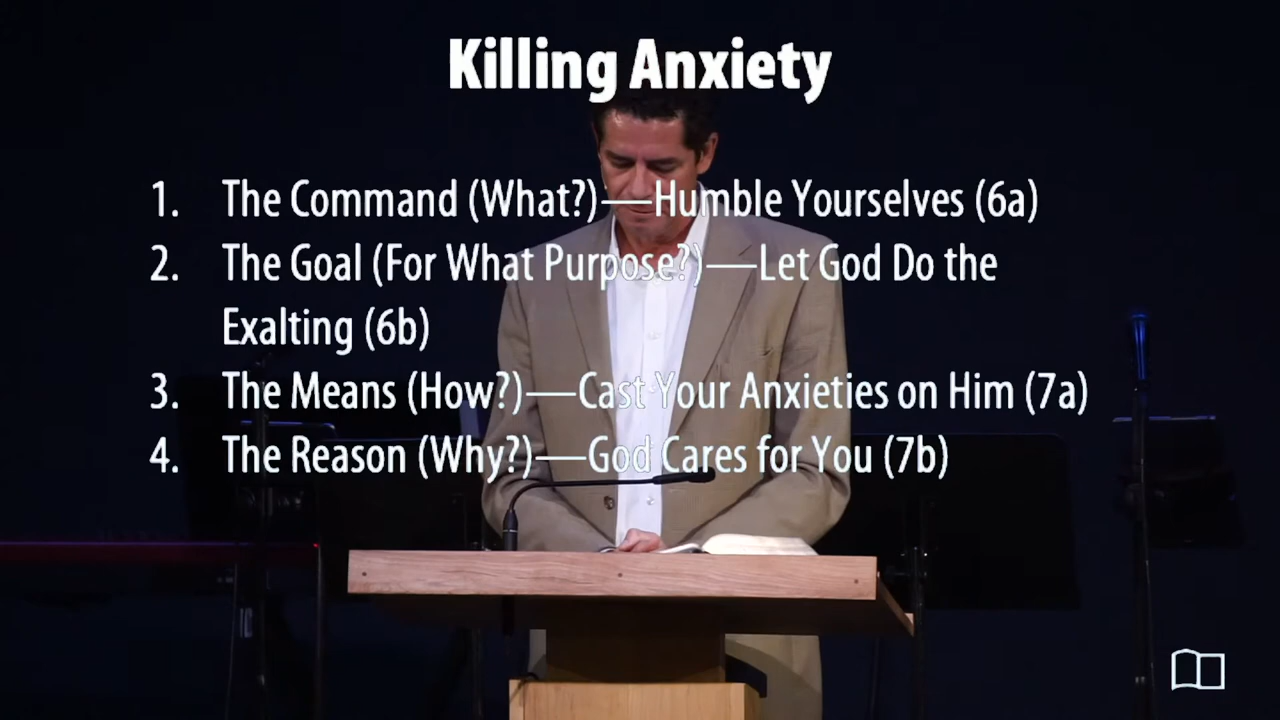 Killing Anxiety
1. The Command (What?)—Humble Yourselves (6a)
2. The Goal (For What Purpose?)—Let God Do the
Exalting (6b)
3. The Means (How?)—Cast Your Anxieties on Him (7a)
4. The Reason (Why?)—God Cares for You (7b)